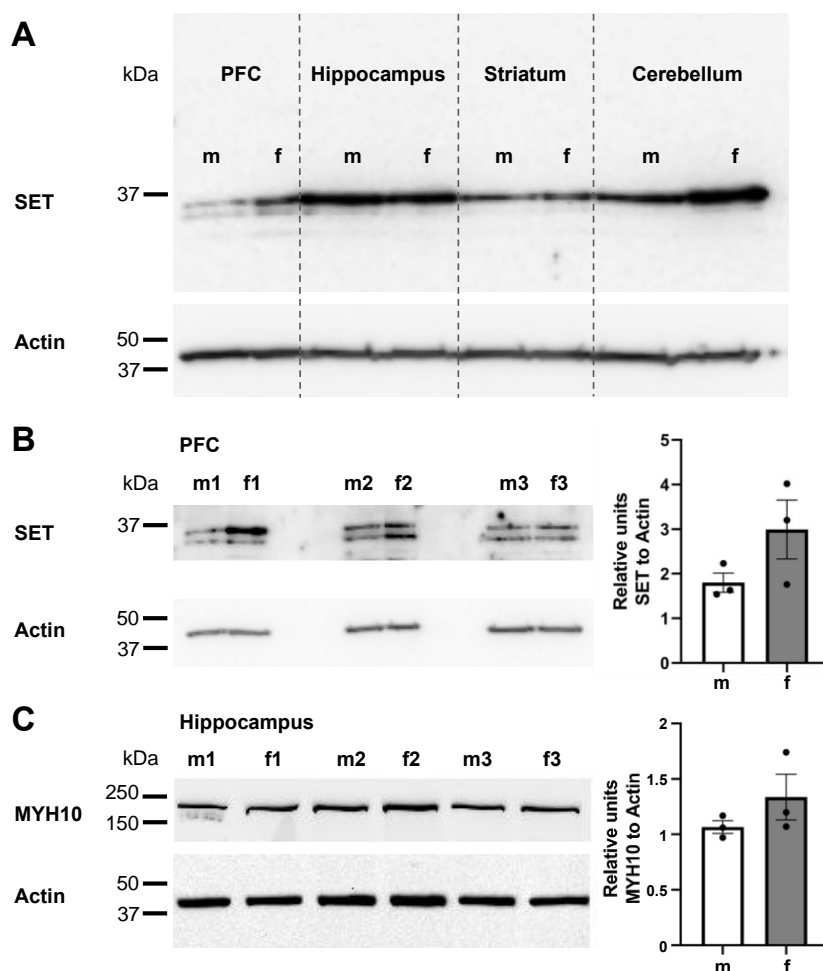 A
kDa PFC Hippocampus Striatum Cerebellum
m f m f m f m f
37
SET
50
Actin
37
B
PFC
kDa m1 f1 m2 f2 m3 f3
37
SET
50
Actin
37
Relative units
SET to Actin
5
4
3
2
1
0
m f
C
Hippocampus
kDa m1 f1 m2 f2 m3 f3
250
MYH10
150
50
Actin
37
Relative units
MYH10 to Actin
2
1.5
1
0.5
0
m f